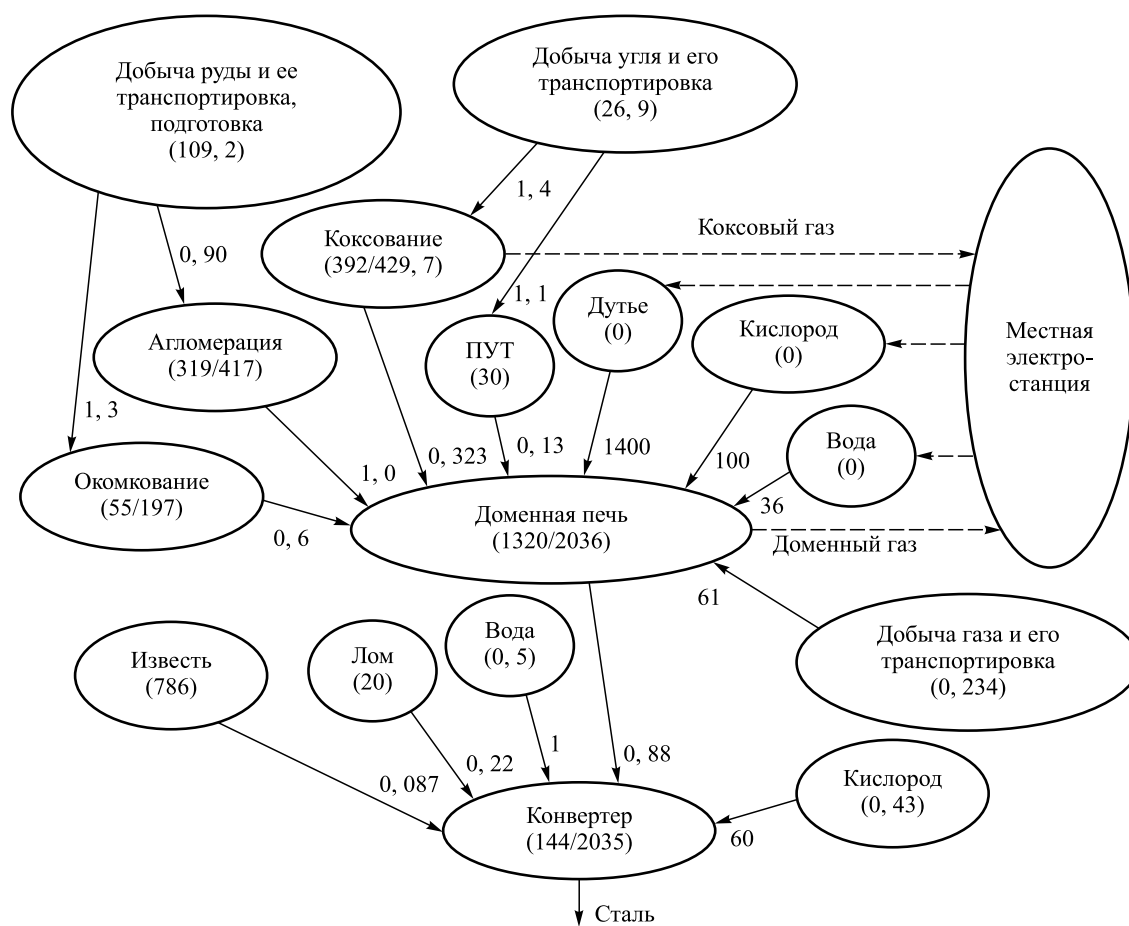 Добыча руды и ее
транспортировка,
подготовка
(109, 2)
Добыча угля и его
транспортировка
(26, 9)
1, 4
0, 90
Коксование
(392/429, 7)
Коксовый газ
1, 1
Дутье
(0)
Кислород
(0)
Местная
электро-
станция
Агломерация
(319/417)
ПУТ
(30)
1, 3
0, 323
0, 13
1400
100
Вода
(0)
1, 0
36
Окомкование
(55/197)
0, 6
Доменная печь
(1320/2036)
Доменный газ
61
Добыча газа и его
транспортировка
(0, 234)
Известь
(786)
Лом
(20)
Вода
(0, 5)
0, 087
0, 22
1
0, 88
Кислород
(0, 43)
60
Конвертер
(144/2035)
Сталь